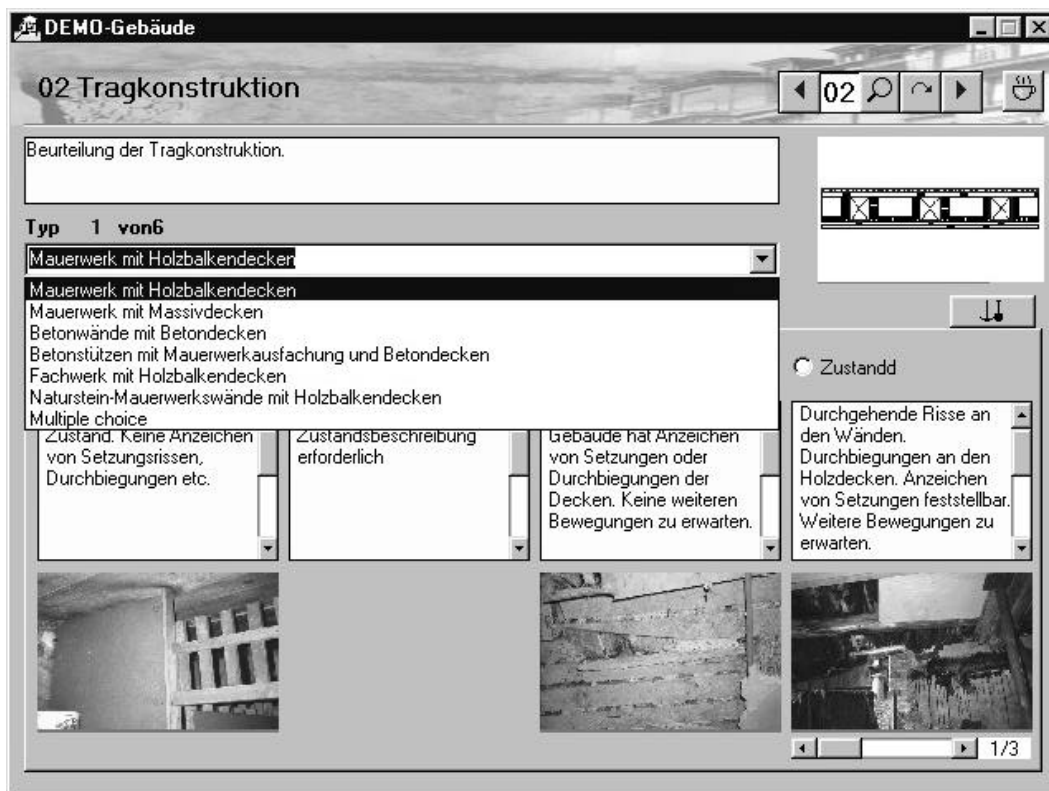 DEMO-Gebäude
02 Tragkonstruktion
02
Beurteilung der Tragkonstruktion.
Typ 1 von6
Mauerwerk mit Holzbalkendecken
Mauerwerk mit Holzbalkendecken
Mauerwerk mit Massivdecken
Betonwände mit Betondecken
Betonstützen mit Mauerwerkausfachung und Betondecken
Fachwerk mit Holzbalkendecken
Naturstein-Mauerwerkswände mit Holzbalkendecken
Multiple choice
Zustandd
Zustand. Keine Anzeichen
von Setzungsrissen,
Durchbiegungen etc.
Zustandsbeschreibung
erforderlich
Gebäude hat Anzeichen
von Setzungen oder
Durchbiegungen der
Decken. Keine weiteren
Bewegungen zu erwarten.
Durchgehende Risse an
den Wänden.
Durchbiegungen an den
Holzdecken. Anzeichen
von Setzungen feststellbar.
Weitere Bewegungen zu
erwarten.
1/3